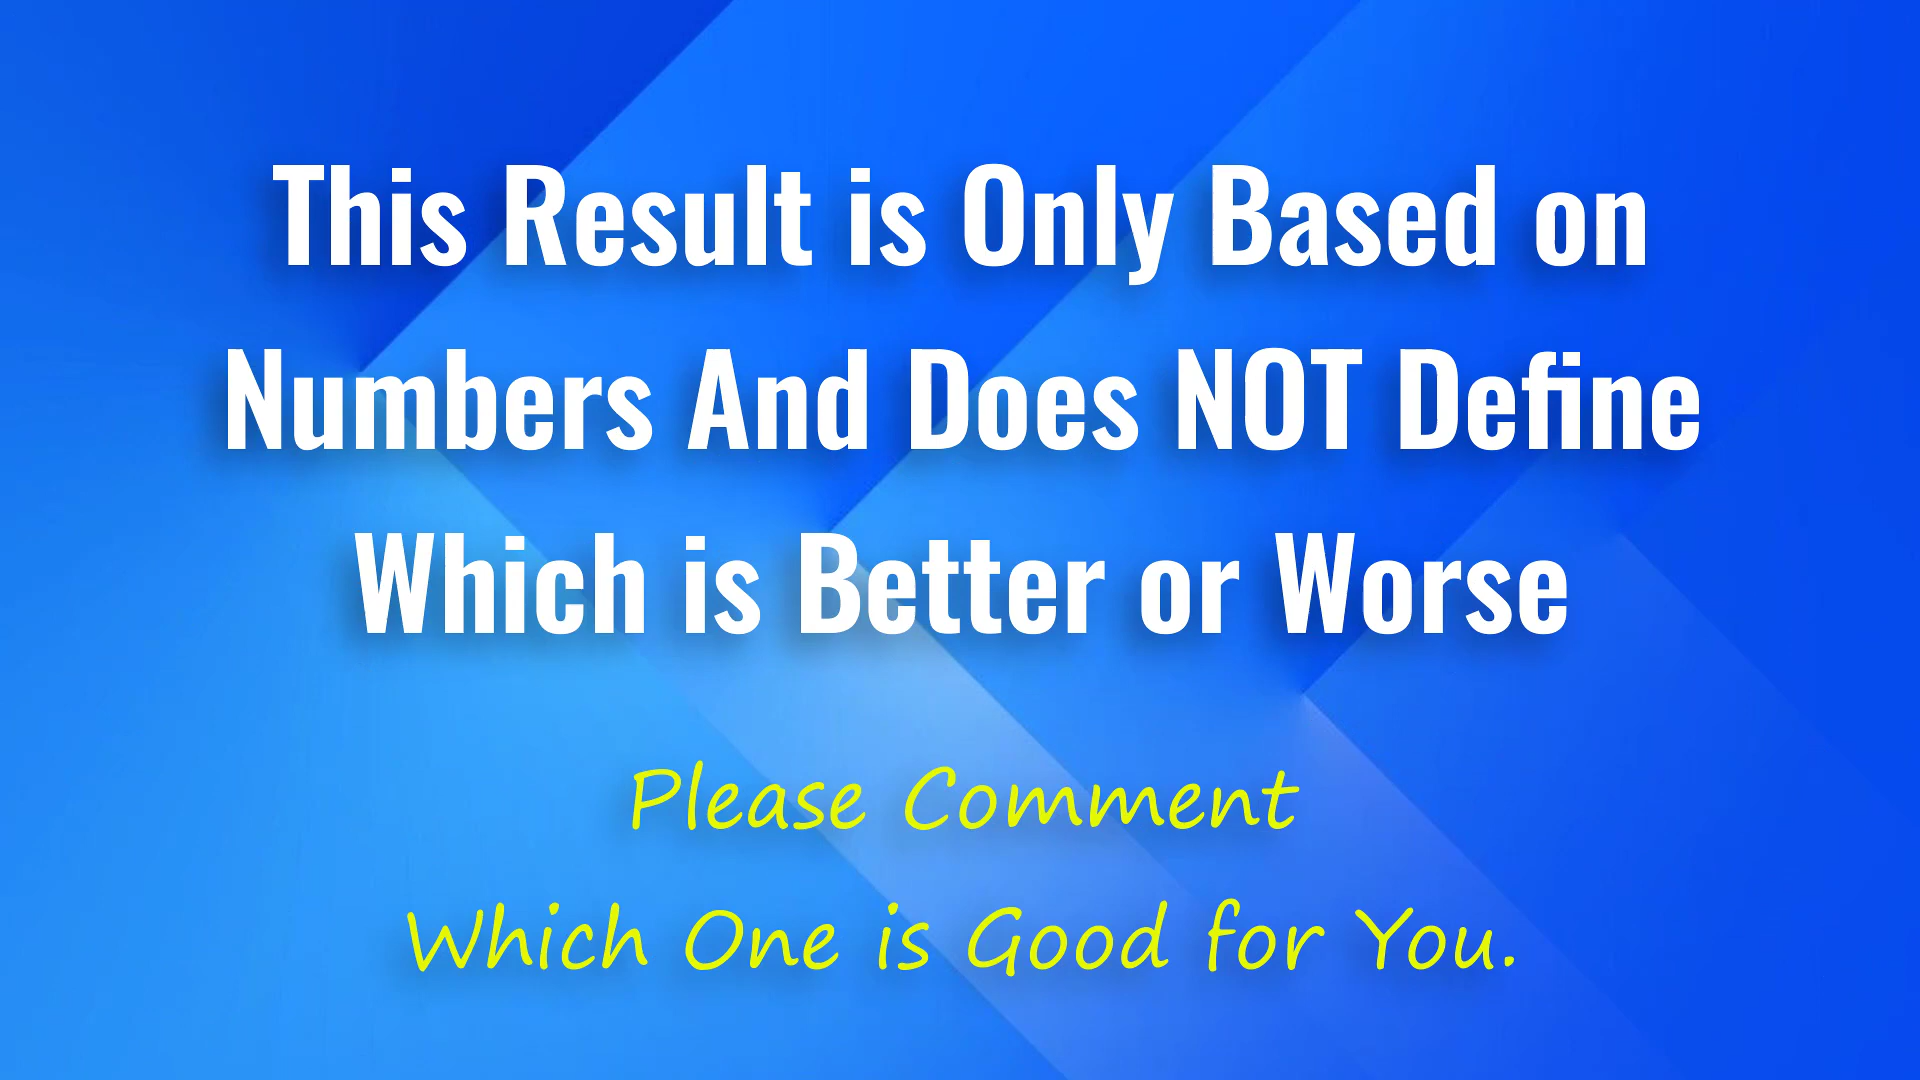 This Result is Only Based on
Numbers And Does NOT Define
Which is Better or Worse
Please Comment
Which One is Good for You.